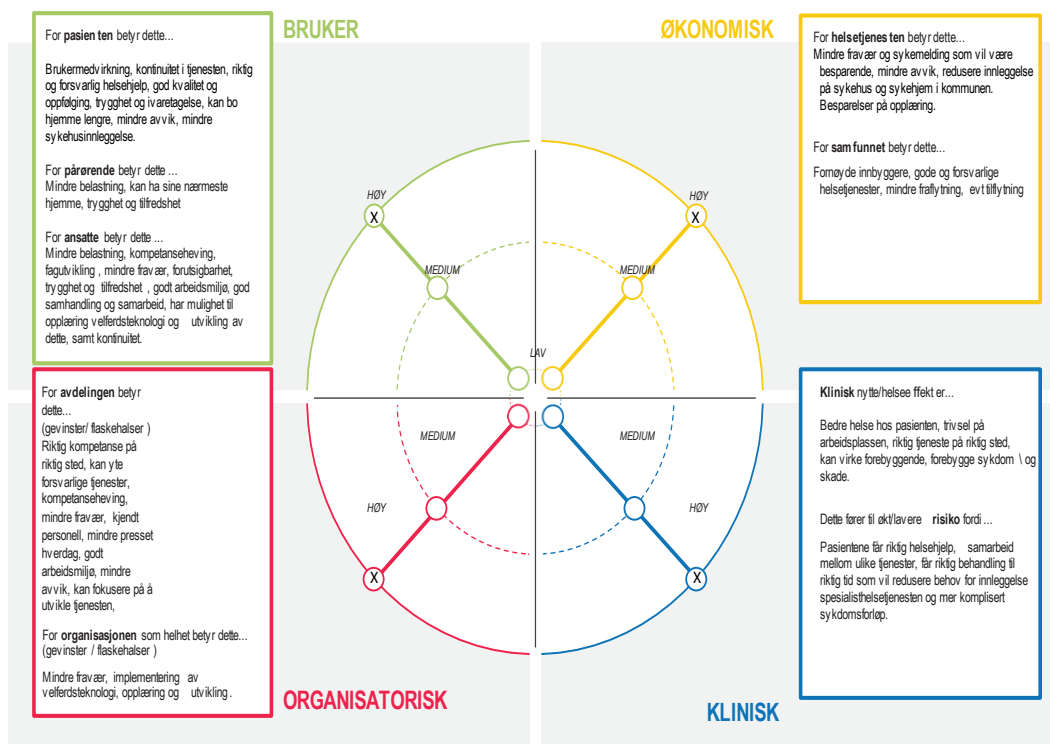 BRUKER
For pasienten betyr dette...
Brukermedvirkning, kontinuitet i tjenesten, riktig
og forsvarlig helsehjelp, god kvalitet og
oppfølging, trygghet og ivaretagelse, kan bo
hjemme lengre, mindre avvik, mindre
sykehusinnleggelse.
For pårørende betyr dette ...
Mindre belastning, kan ha sine nærmeste
hjemme, trygghet og tilfredshet
For ansatte betyr dette ...
Mindre belastning, kompetanseheving,
fagutvikling , mindre fravær, forutsigbarhet,
trygghet og tilfredshet , godt arbeidsmiljø, god
samhandling og samarbeid, har mulighet til
opplæring velferdsteknologi og utvikling av
dette, samt kontinuitet.
ØKONOMISK
For helsetjenesten betyr dette...
Mindre fravær og sykemelding som vil være
besparende, mindre avvik, redusere innleggelse
på sykehus og sykehjem i kommunen.
Besparelser på opplæring.
For samfunnet betyr dette...
Fornøyde innbyggere, gode og forsvarlige
helsetjenester, mindre fraflytning, evt tilflytning
HØY
X
MEDIUM
HØY
X
MEDIUM
LAV
MEDIUM
HØY
X
MEDIUM
HØY
X
For avdelingen betyr
dette...
(gevinster/ flaskehalser )
Riktig kompetanse på
riktig sted, kan yte
forsvarlige tjenester,
kompetanseheving,
mindre fravær, kjendt
personell, mindre presset
hverdag, godt
arbeidsmiljø, mindre
avvik, kan fokusere på å
utvikle tjenesten,
For organisasjonen som helhet betyr dette...
(gevinster / flaskehalser )
Mindre fravær, implementering av
velferdsteknologi, opplæring og utvikling .
ORGANISATORISK
Klinisk nytte/helsee ffekt er...
Bedre helse hos pasienten, trivsel på
arbeidsplassen, riktig tjeneste på riktig sted,
kan virke forebyggende, forebygge sykdom \ og
skade.
Dette fører til økt/lavere risiko fordi ...
Pasientene får riktig helsehjelp, samarbeid
mellom ulike tjenester, får riktig behandling til
riktig tid som vil redusere behov for innleggelse
spesialisthelsetjenesten og mer komplisert
sykdomsforløp.
KLINISK